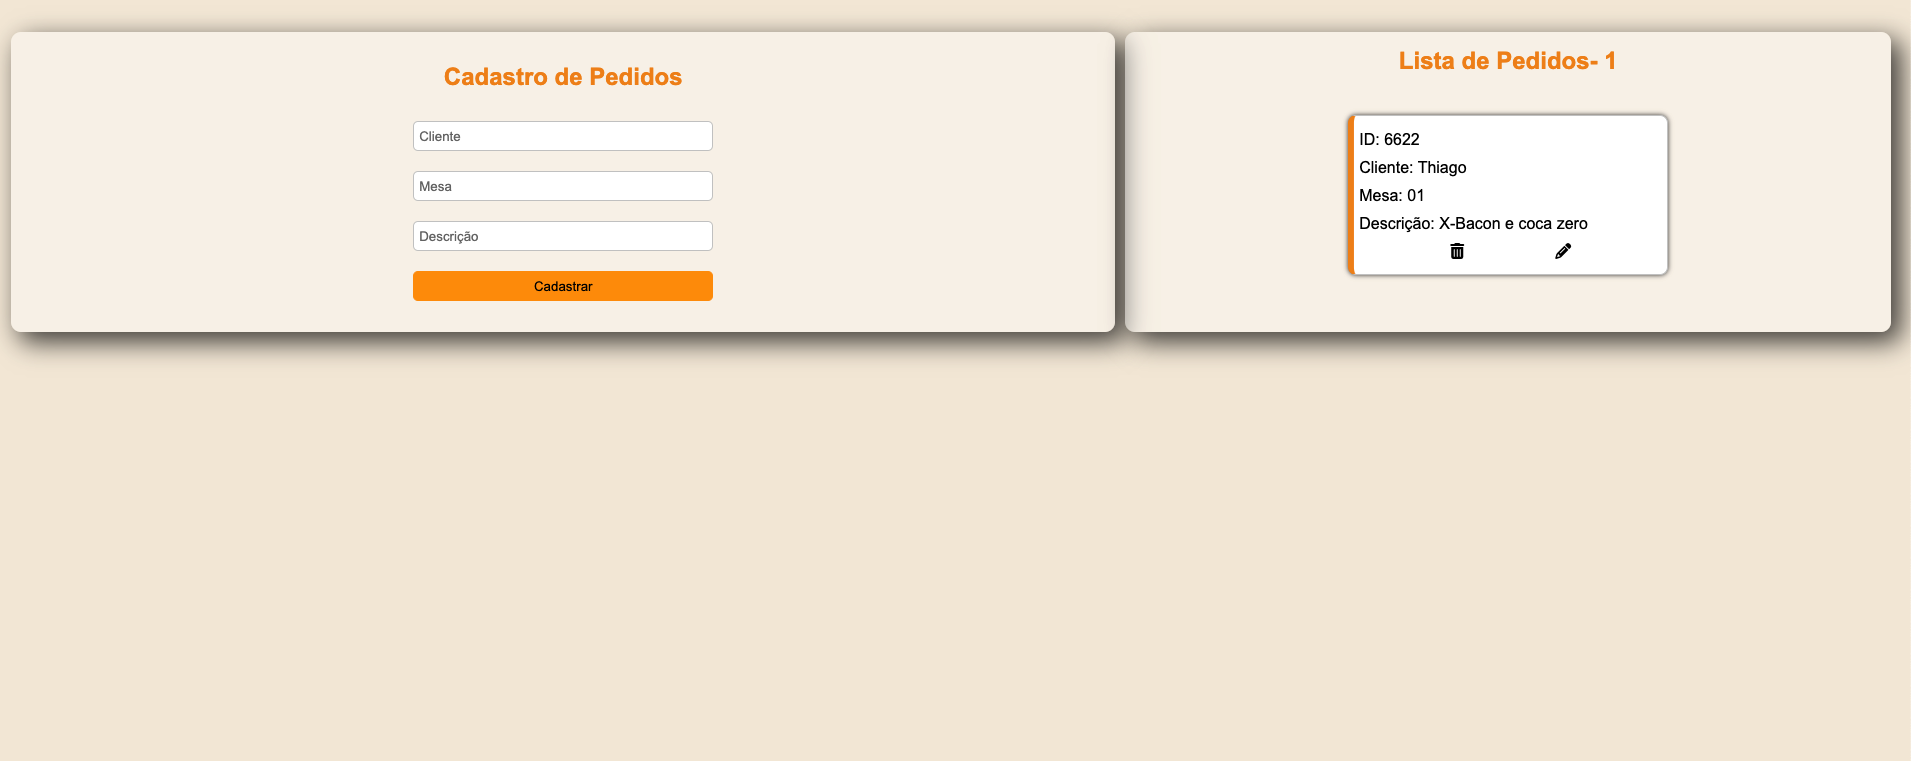 Cadastro de Pedidos
Cliente
Mesa
Descrição
Cadastrar
Lista de Pedidos- 1
ID: 6622
Cliente: Thiago
Mesa: 01
Descrição: X-Bacon e coca zero